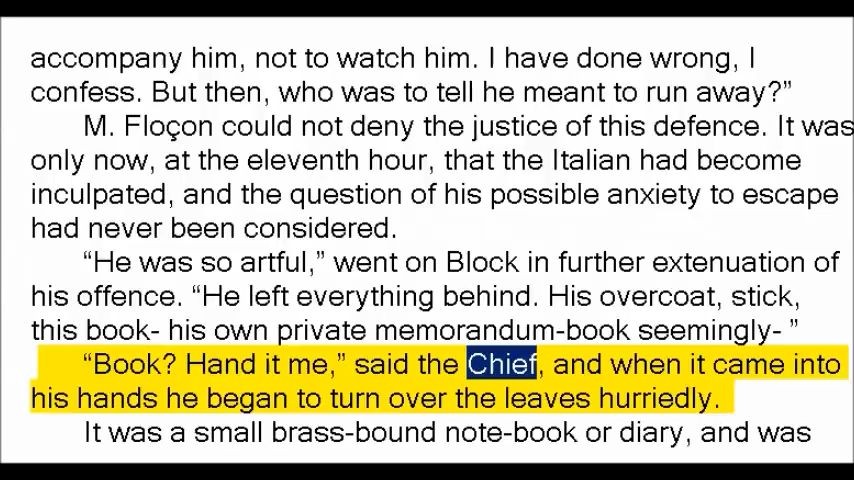 accompany him, not to watch him. I have done wrong, I
confess. But then, who was to tell he meant to run away?”
M. Floçon could not deny the justice of this defence. It was
only now, at the eleventh hour, that the Italian had become
inculpated, and the question of his possible anxiety to escape
had never been considered.
“He was so artful,” went on Block in further extenuation of
his offence. “He left everything behind. His overcoat, stick,
this book- his own private memorandum-book seemingly- ”
“Book? Hand it me,” said the Chief, and when it came into
his hands he began to turn over the leaves hurriedly.
It was a small brass-bound note-book or diary, and was